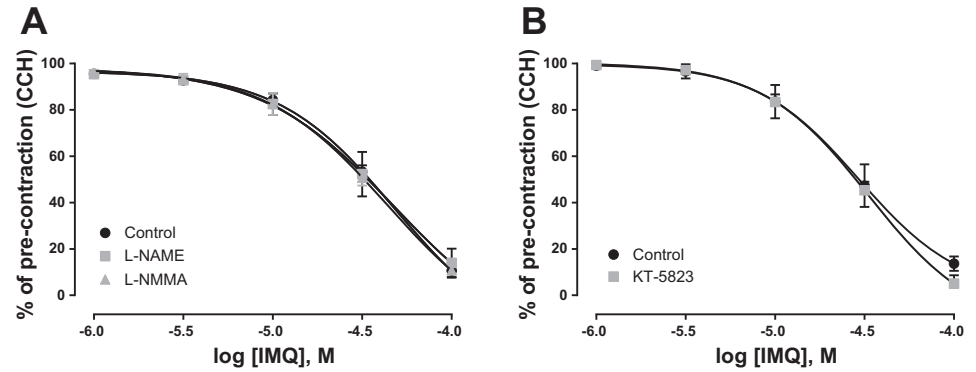 A
% of pre-contraction (CCH)
100
80
60
40
20
0
Control
L-NAME
L-NMMA
-6.0 -5.5 -5.0 -4.5 -4.0
log [IMQ], M
B
% of pre-contraction (CCH)
100
80
60
40
20
0
Control
KT-5823
-6.0 -5.5 -5.0 -4.5 -4.0
log [IMQ], M